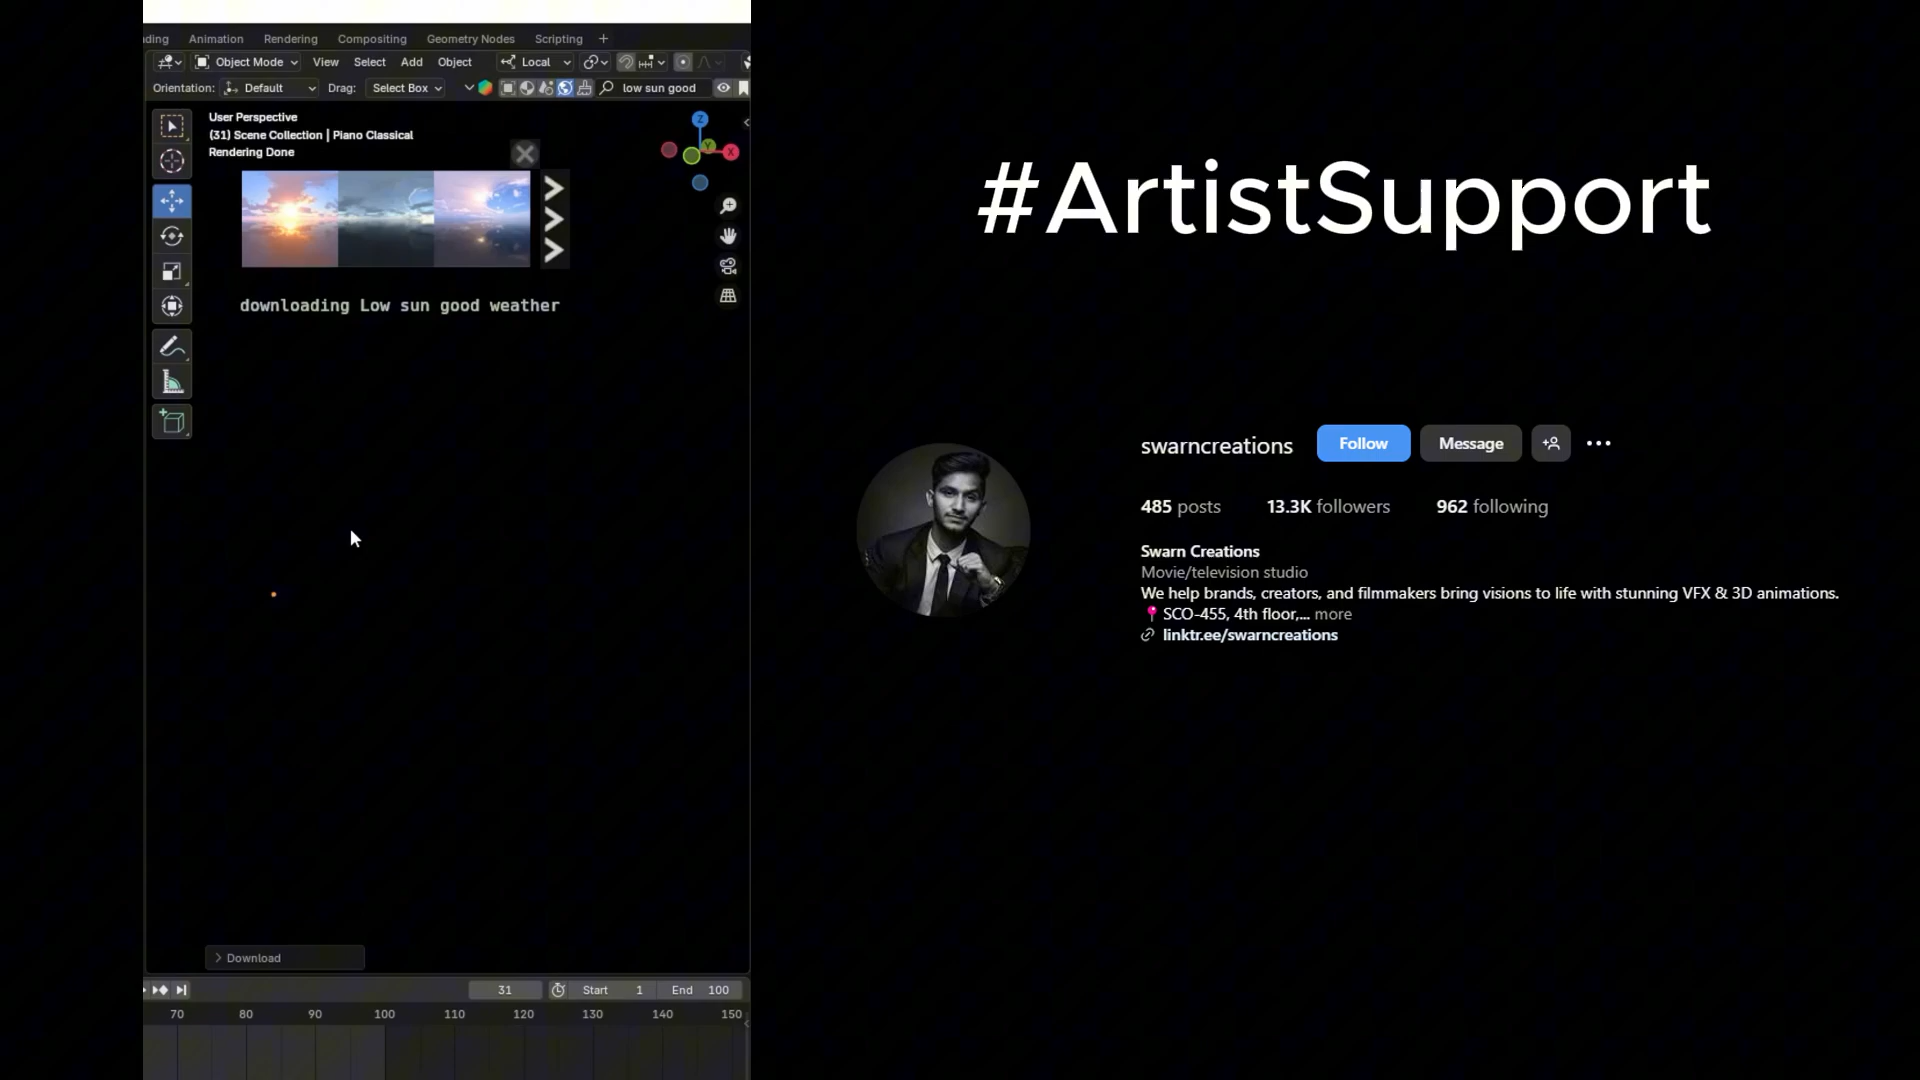 Animation Rendering Compositing Geometry Nodes Scripting +
Object Mode View Select Add Object Local
Orientation: Default Drag: Select Box low sun good
User Perspective
(31) Scene Collection | Piano Classical
Rendering Done
Z
Y
X
downloading Low sun good weather
Download
31 Start 1 End 100
70 80 90 100 110 120 130 140 150
#ArtistSupport
swarncreations Follow Message
485 posts 13.3K followers 962 following
Swarn Creations
Movie/television studio
We help brands, creators, and filmmakers bring visions to life with stunning VFX & 3D animations.
SCO-455, 4th floor,... more
linktr.ee/swarncreations